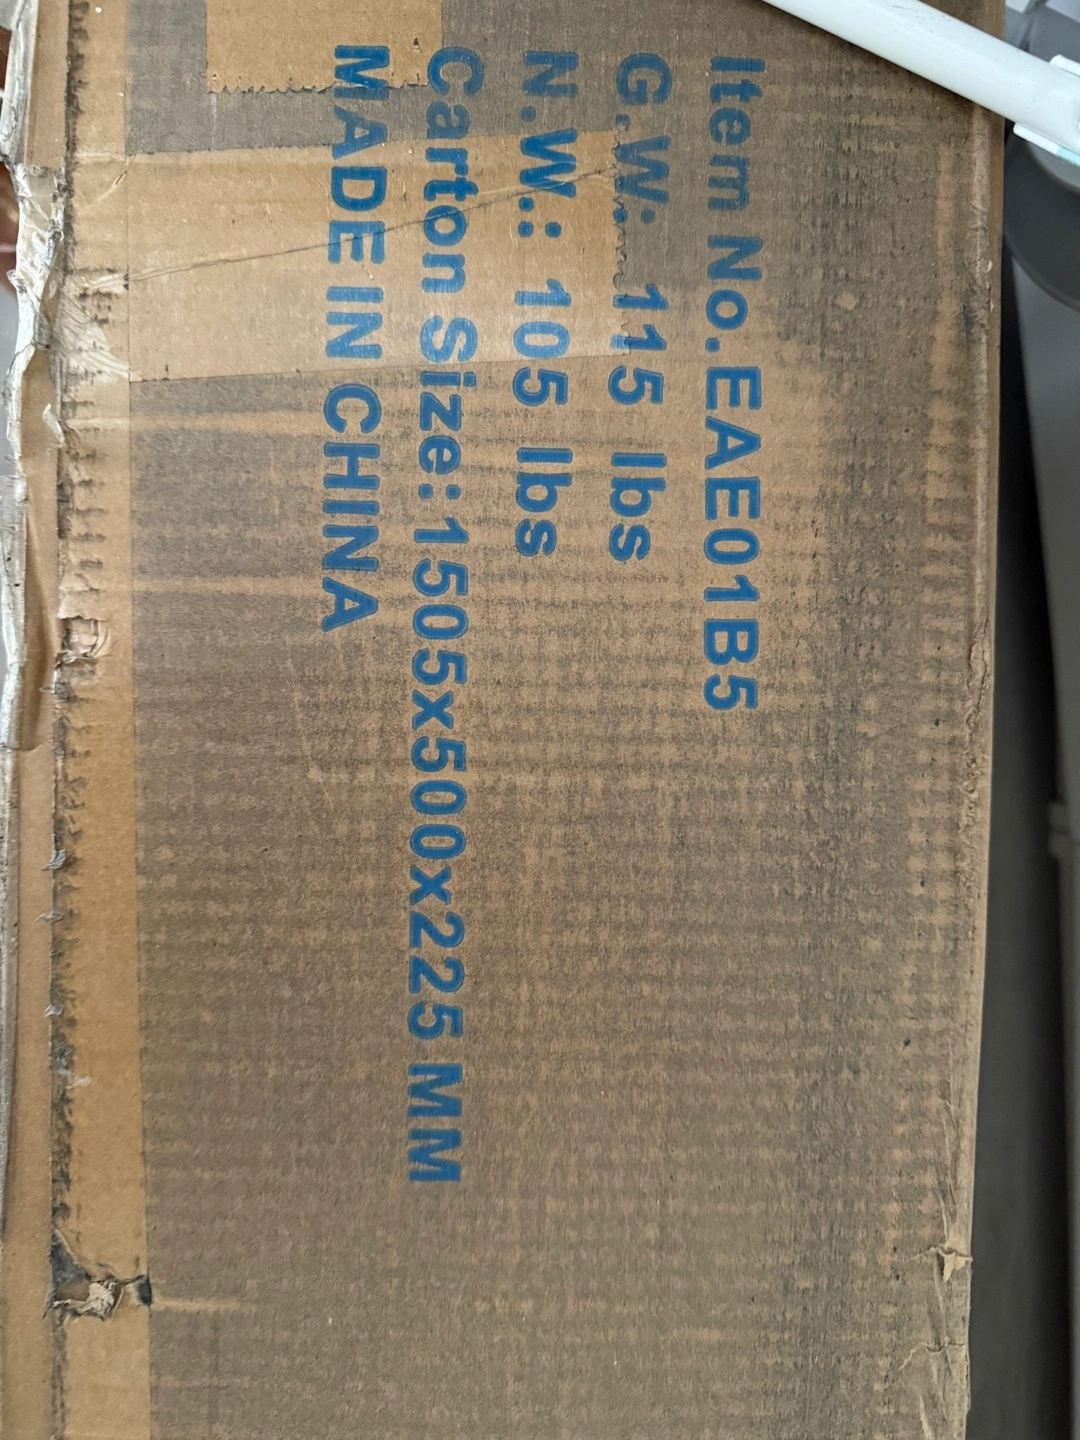 Item No.EAE01B5
G.W: 115 lbs
N.W.: 105 lbs
Carton Size:1505x500x225 MM
MADE IN CHINA